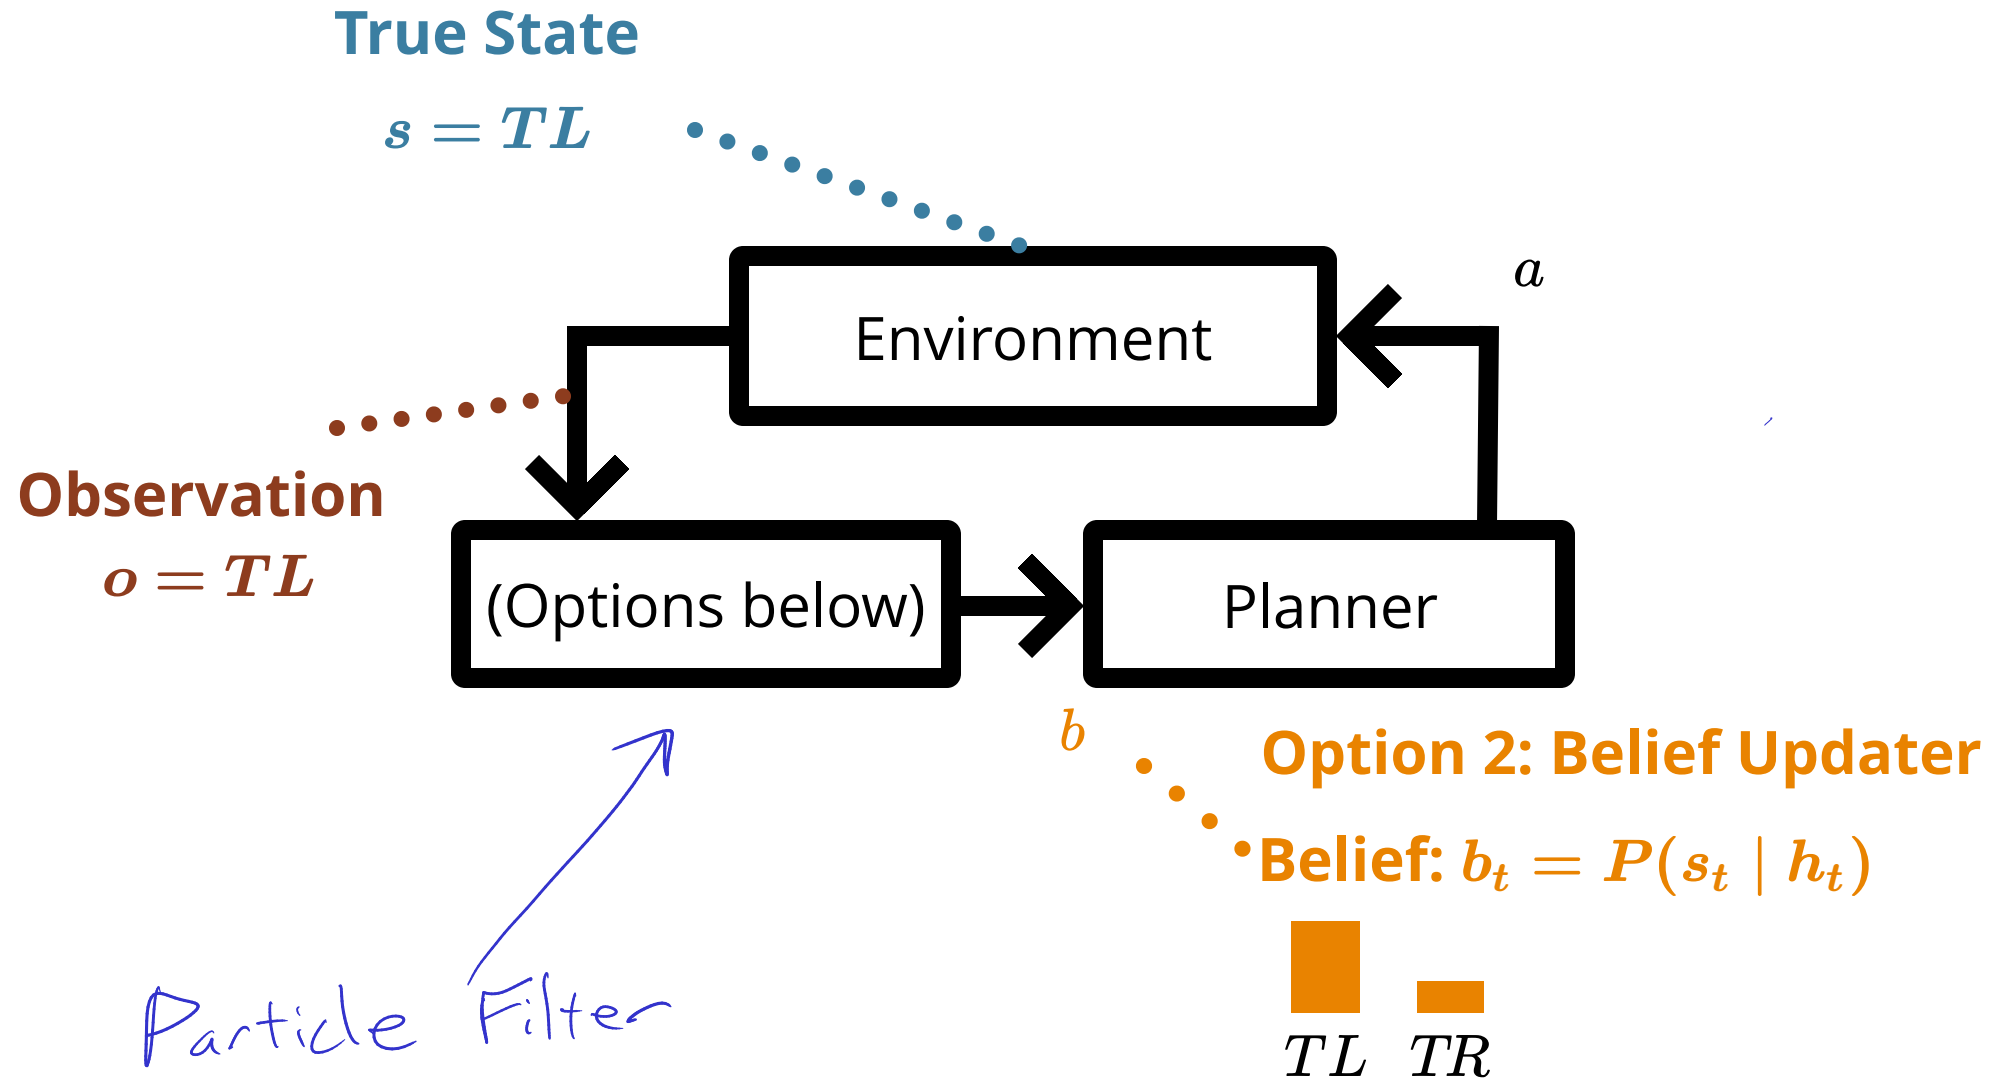 True State
s = TL
a
Environment
Observation
o = TL
(Options below)
Planner
b
Option 2: Belief Updater
Belief: b_t = P(s_t | h_t)
TL TR
Particle Filter